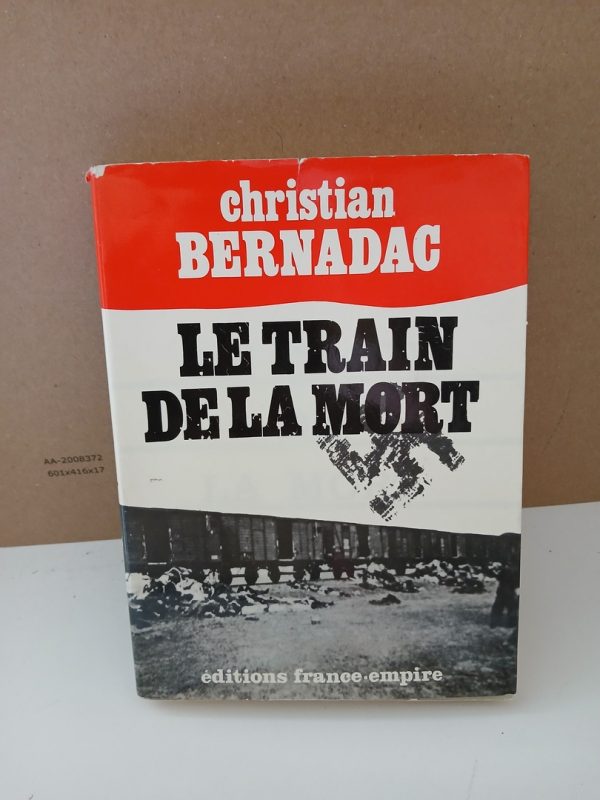 christian
BERNADAC
LE TRAIN
DE LA MORT
AA-2008372
601x416x17
éditions france-empire